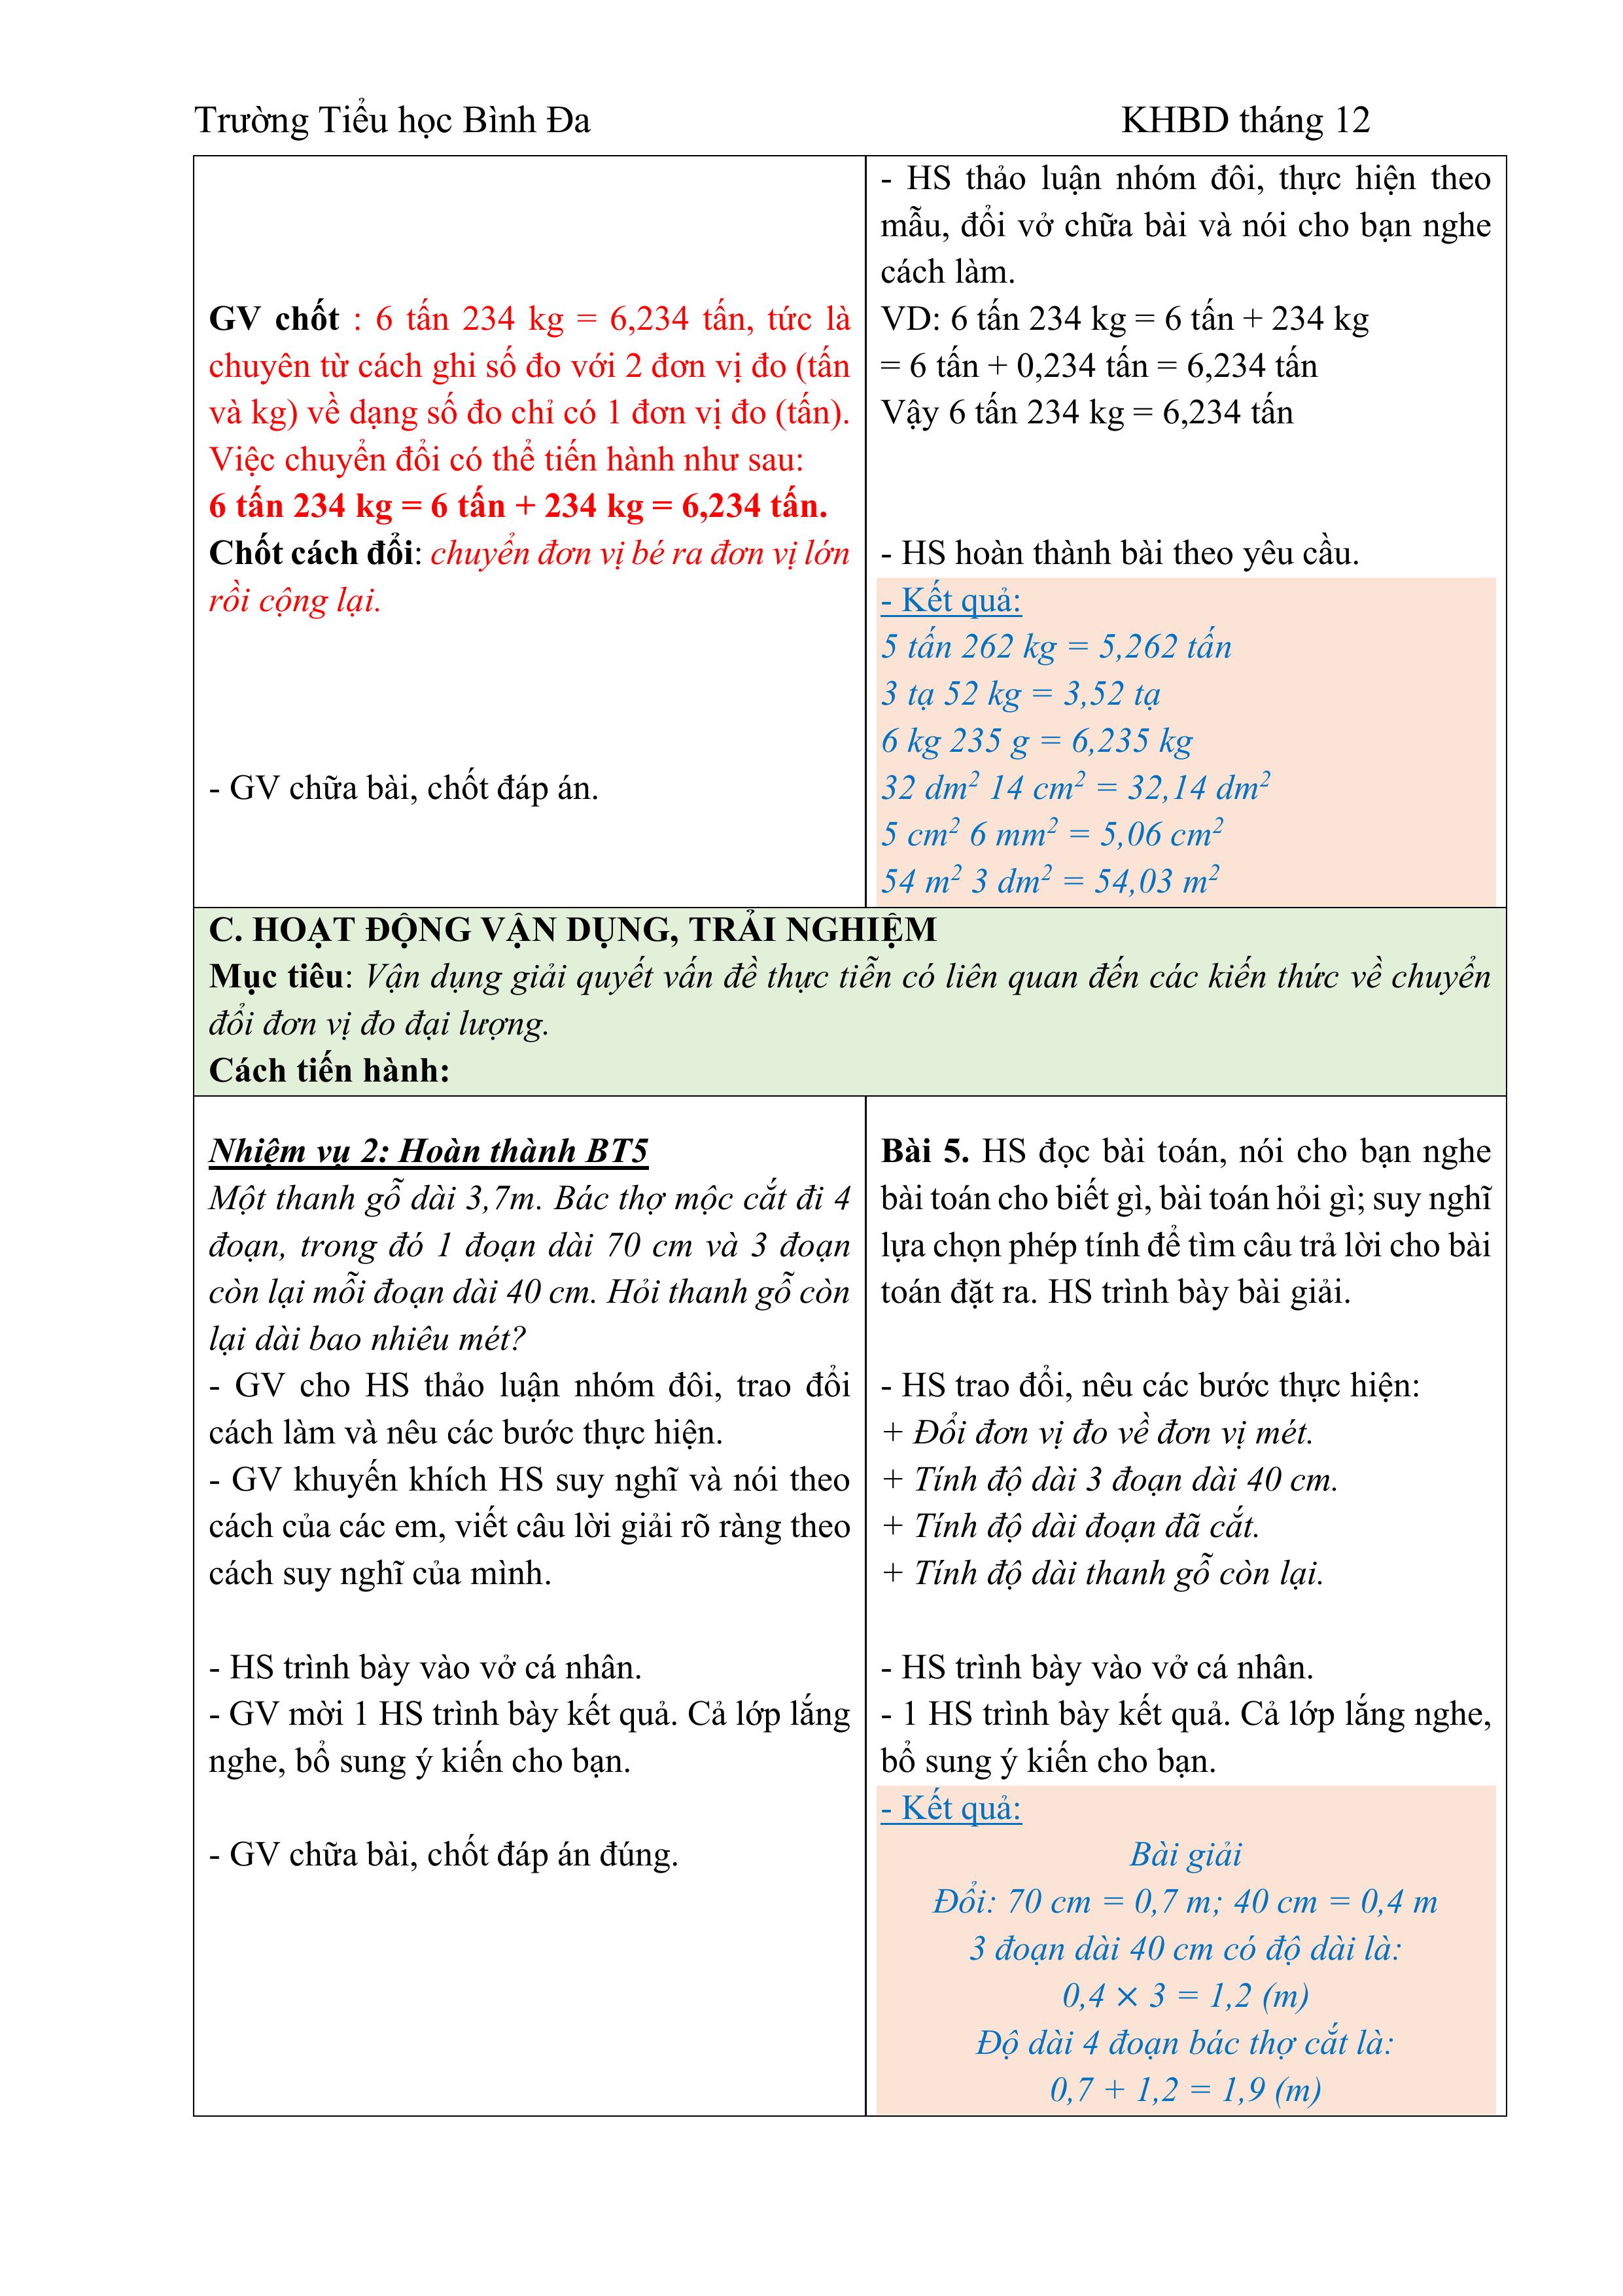 Trường Tiểu học Bình Đa
KHBD tháng 12
GV chốt : 6 tấn 234 kg = 6,234 tấn, tức là
chuyên từ cách ghi số đo với 2 đơn vị đo (tấn
và kg) về dạng số đo chỉ có 1 đơn vị đo (tấn).
Việc chuyển đổi có thể tiến hành như sau:
6 tấn 234 kg = 6 tấn + 234 kg = 6,234 tấn.
Chốt cách đổi: chuyển đơn vị bé ra đơn vị lớn
rồi cộng lại.
- GV chữa bài, chốt đáp án.
- HS thảo luận nhóm đôi, thực hiện theo
mẫu, đổi vở chữa bài và nói cho bạn nghe
cách làm.
VD: 6 tấn 234 kg = 6 tấn + 234 kg
= 6 tấn + 0,234 tấn = 6,234 tấn
Vậy 6 tấn 234 kg = 6,234 tấn
- HS hoàn thành bài theo yêu cầu.
- Kết quả:
5 tấn 262 kg = 5,262 tấn
3 tạ 52 kg = 3,52 tạ
6 kg 235 g = 6,235 kg
32 dm² 14 cm² = 32,14 dm²
5 cm² 6 mm² = 5,06 cm²
54 m² 3 dm² = 54,03 m²
C. HOẠT ĐỘNG VẬN DỤNG, TRẢI NGHIỆM
Mục tiêu: Vận dụng giải quyết vấn đề thực tiễn có liên quan đến các kiến thức về chuyển
đổi đơn vị đo đại lượng.
Cách tiến hành:
Nhiệm vụ 2: Hoàn thành BT5
Một thanh gỗ dài 3,7m. Bác thợ mộc cắt đi 4
đoạn, trong đó 1 đoạn dài 70 cm và 3 đoạn
còn lại mỗi đoạn dài 40 cm. Hỏi thanh gỗ còn
lại dài bao nhiêu mét?
- GV cho HS thảo luận nhóm đôi, trao đổi
cách làm và nêu các bước thực hiện.
- GV khuyến khích HS suy nghĩ và nói theo
cách của các em, viết câu lời giải rõ ràng theo
cách suy nghĩ của mình.
- HS trình bày vào vở cá nhân.
- GV mời 1 HS trình bày kết quả. Cả lớp lắng
nghe, bổ sung ý kiến cho bạn.
- GV chữa bài, chốt đáp án đúng.
Bài 5. HS đọc bài toán, nói cho bạn nghe
bài toán cho biết gì, bài toán hỏi gì; suy nghĩ
lựa chọn phép tính để tìm câu trả lời cho bài
toán đặt ra. HS trình bày bài giải.
- HS trao đổi, nêu các bước thực hiện:
+ Đổi đơn vị đo về đơn vị mét.
+ Tính độ dài 3 đoạn dài 40 cm.
+ Tính độ dài đoạn đã cắt.
+ Tính độ dài thanh gỗ còn lại.
- HS trình bày vào vở cá nhân.
- 1 HS trình bày kết quả. Cả lớp lắng nghe,
bổ sung ý kiến cho bạn.
- Kết quả:
Bài giải
Đổi: 70 cm = 0,7 m; 40 cm = 0,4 m
3 đoạn dài 40 cm có độ dài là:
0,4 × 3 = 1,2 (m)
Độ dài 4 đoạn bác thợ cắt là:
0,7 + 1,2 = 1,9 (m)